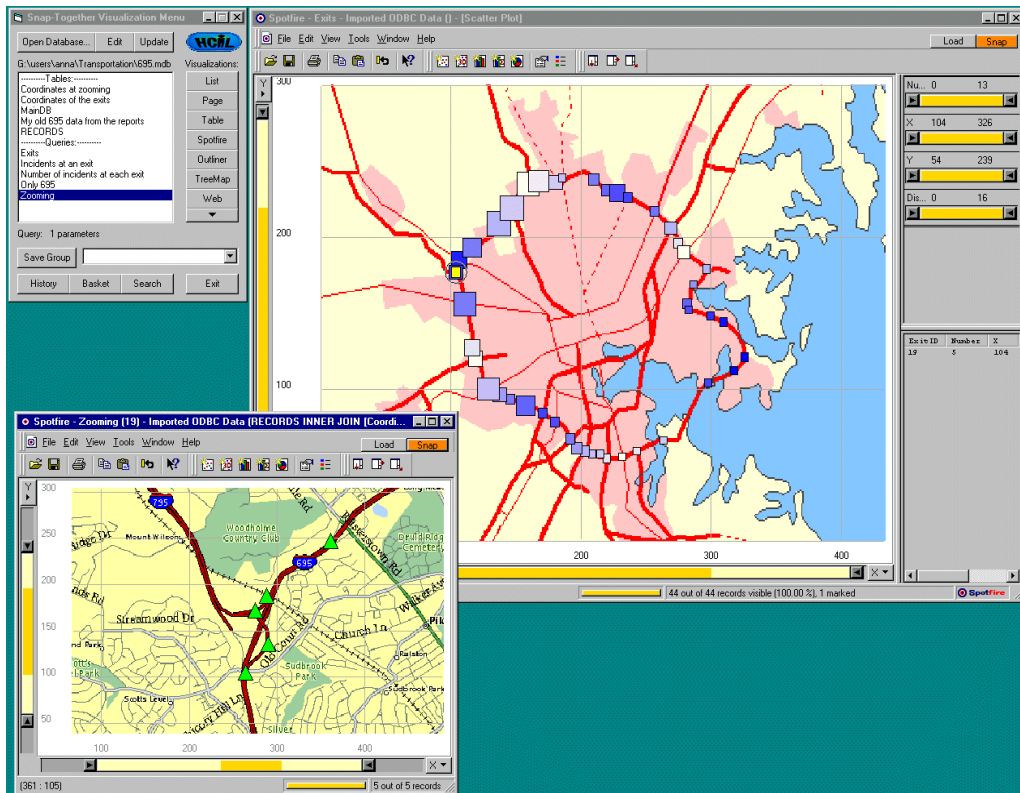 Snap-Together Visualization Menu
Open Database... Edit Update
HCIL
G:\users\anna\Transportation\695.mdb
Visualizations:
----------Tables:----------
Coordinates at zooming
Coordinates of the exits
MainDB
My old 695 data from the reports
RECORDS
----------Queries:----------
Exits
Incidents at an exit
Number of incidents at each exit
Only 695
Zooming
List
Page
Table
Spotfire
Outliner
TreeMap
Web
Query: 1 parameters
Save Group
History Basket Search Exit
Spotfire - Exits - Imported ODBC Data () - [Scatter Plot]
File Edit View Tools Window Help
Load Snap
Y
300
200
100
200 300 400
X
Nu... 0 13
X 104 326
Y 54 239
Dis... 0 16
Exit ID Number X
19 5 104
44 out of 44 records visible (100.00 %), 1 marked
Spotfire
Spotfire - Zooming (19) - Imported ODBC Data (RECORDS INNER JOIN (Coordi...
File Edit View Tools Window Help
Load Snap
Y
300
250
200
150
100
50
795
Woodholme
Country Club
Mount Wilson
695
Reisterstown Rd
Druid Ridge
Cemetery
Streamwood Dr
Old Court Rd
Church Ln
Ralston
Sudbrook
Park
Sudbrook Park
Scotts Level
Silver
100 200 300 400
X
(361 : 105)
5 out of 5 records